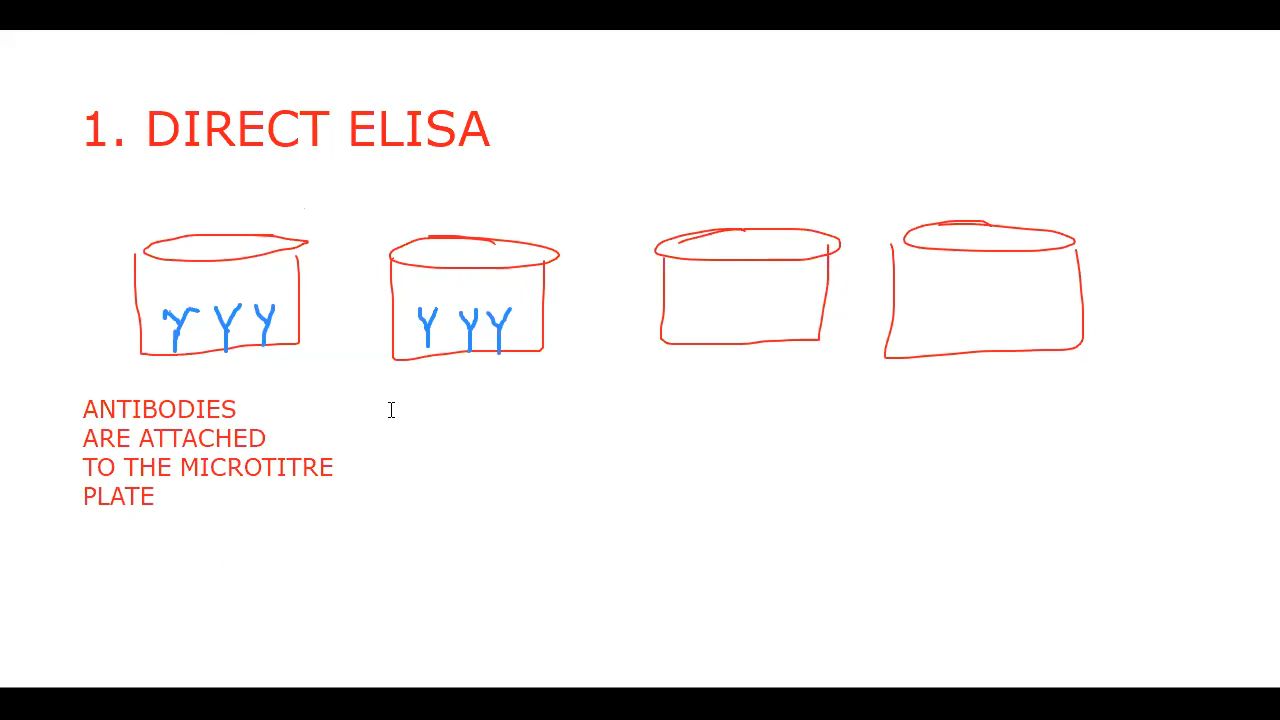 1. DIRECT ELISA
ANTIBODIES
ARE ATTACHED
TO THE MICROTITRE
PLATE